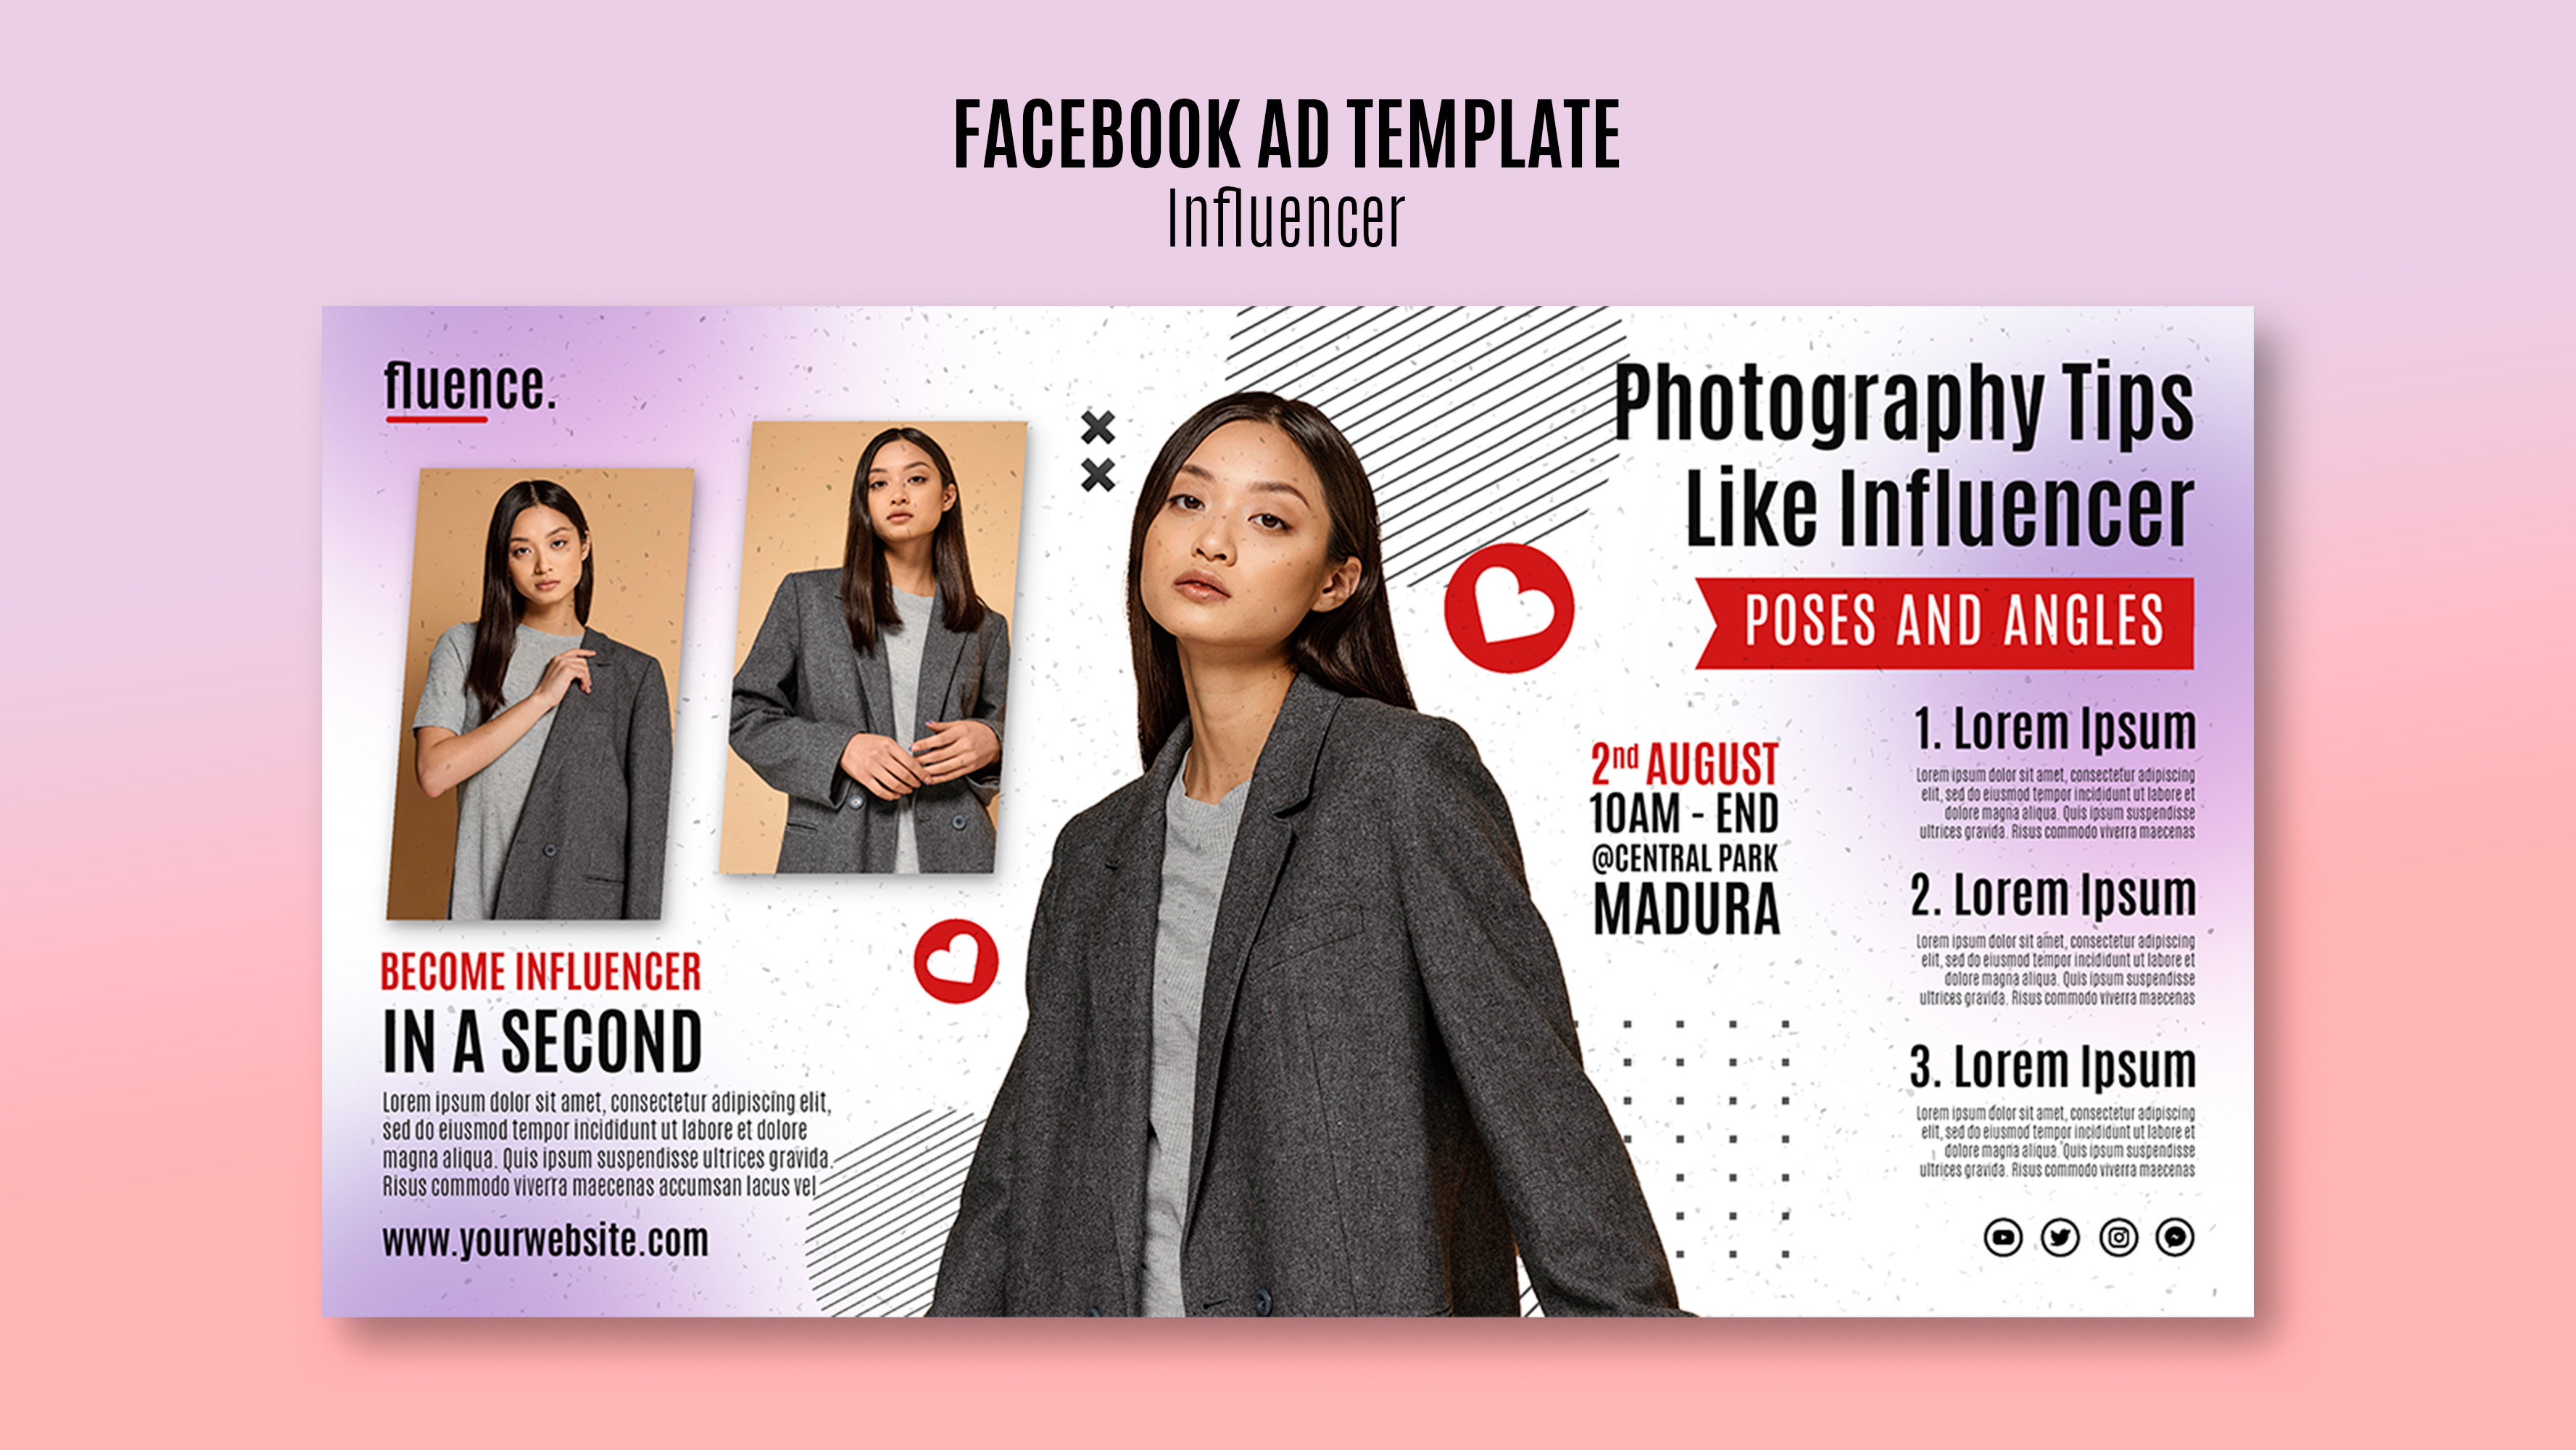 FACEBOOK AD TEMPLATE
Influencer
fluence.
BECOME INFLUENCER
IN A SECOND
Lorem ipsum dolor sit amet, consectetur adipiscing elit,
sed do eiusmod tempor incididunt ut labore et dolore
magna aliqua. Quis ipsum suspendisse ultrices gravida.
Risus commodo viverra maecenas accumsan lacus vel
www.yourwebsite.com
2nd AUGUST
10AM - END
@CENTRAL PARK
MADURA
Photography Tips
Like Influencer
POSES AND ANGLES
1. Lorem Ipsum
Lorem ipsum dolor sit amet, consectetur adipiscing
elit, sed do eiusmod tempor incididunt ut labore et
dolore magna aliqua. Quis ipsum suspendisse
ultrices gravida. Risus commodo viverra maecenas
2. Lorem Ipsum
Lorem ipsum dolor sit amet, consectetur adipiscing
elit, sed do eiusmod tempor incididunt ut labore et
dolore magna aliqua. Quis ipsum suspendisse
ultrices gravida. Risus commodo viverra maecenas
3. Lorem Ipsum
Lorem ipsum dolor sit amet, consectetur adipiscing
elit, sed do eiusmod tempor incididunt ut labore et
dolore magna aliqua. Quis ipsum suspendisse
ultrices gravida. Risus commodo viverra maecenas